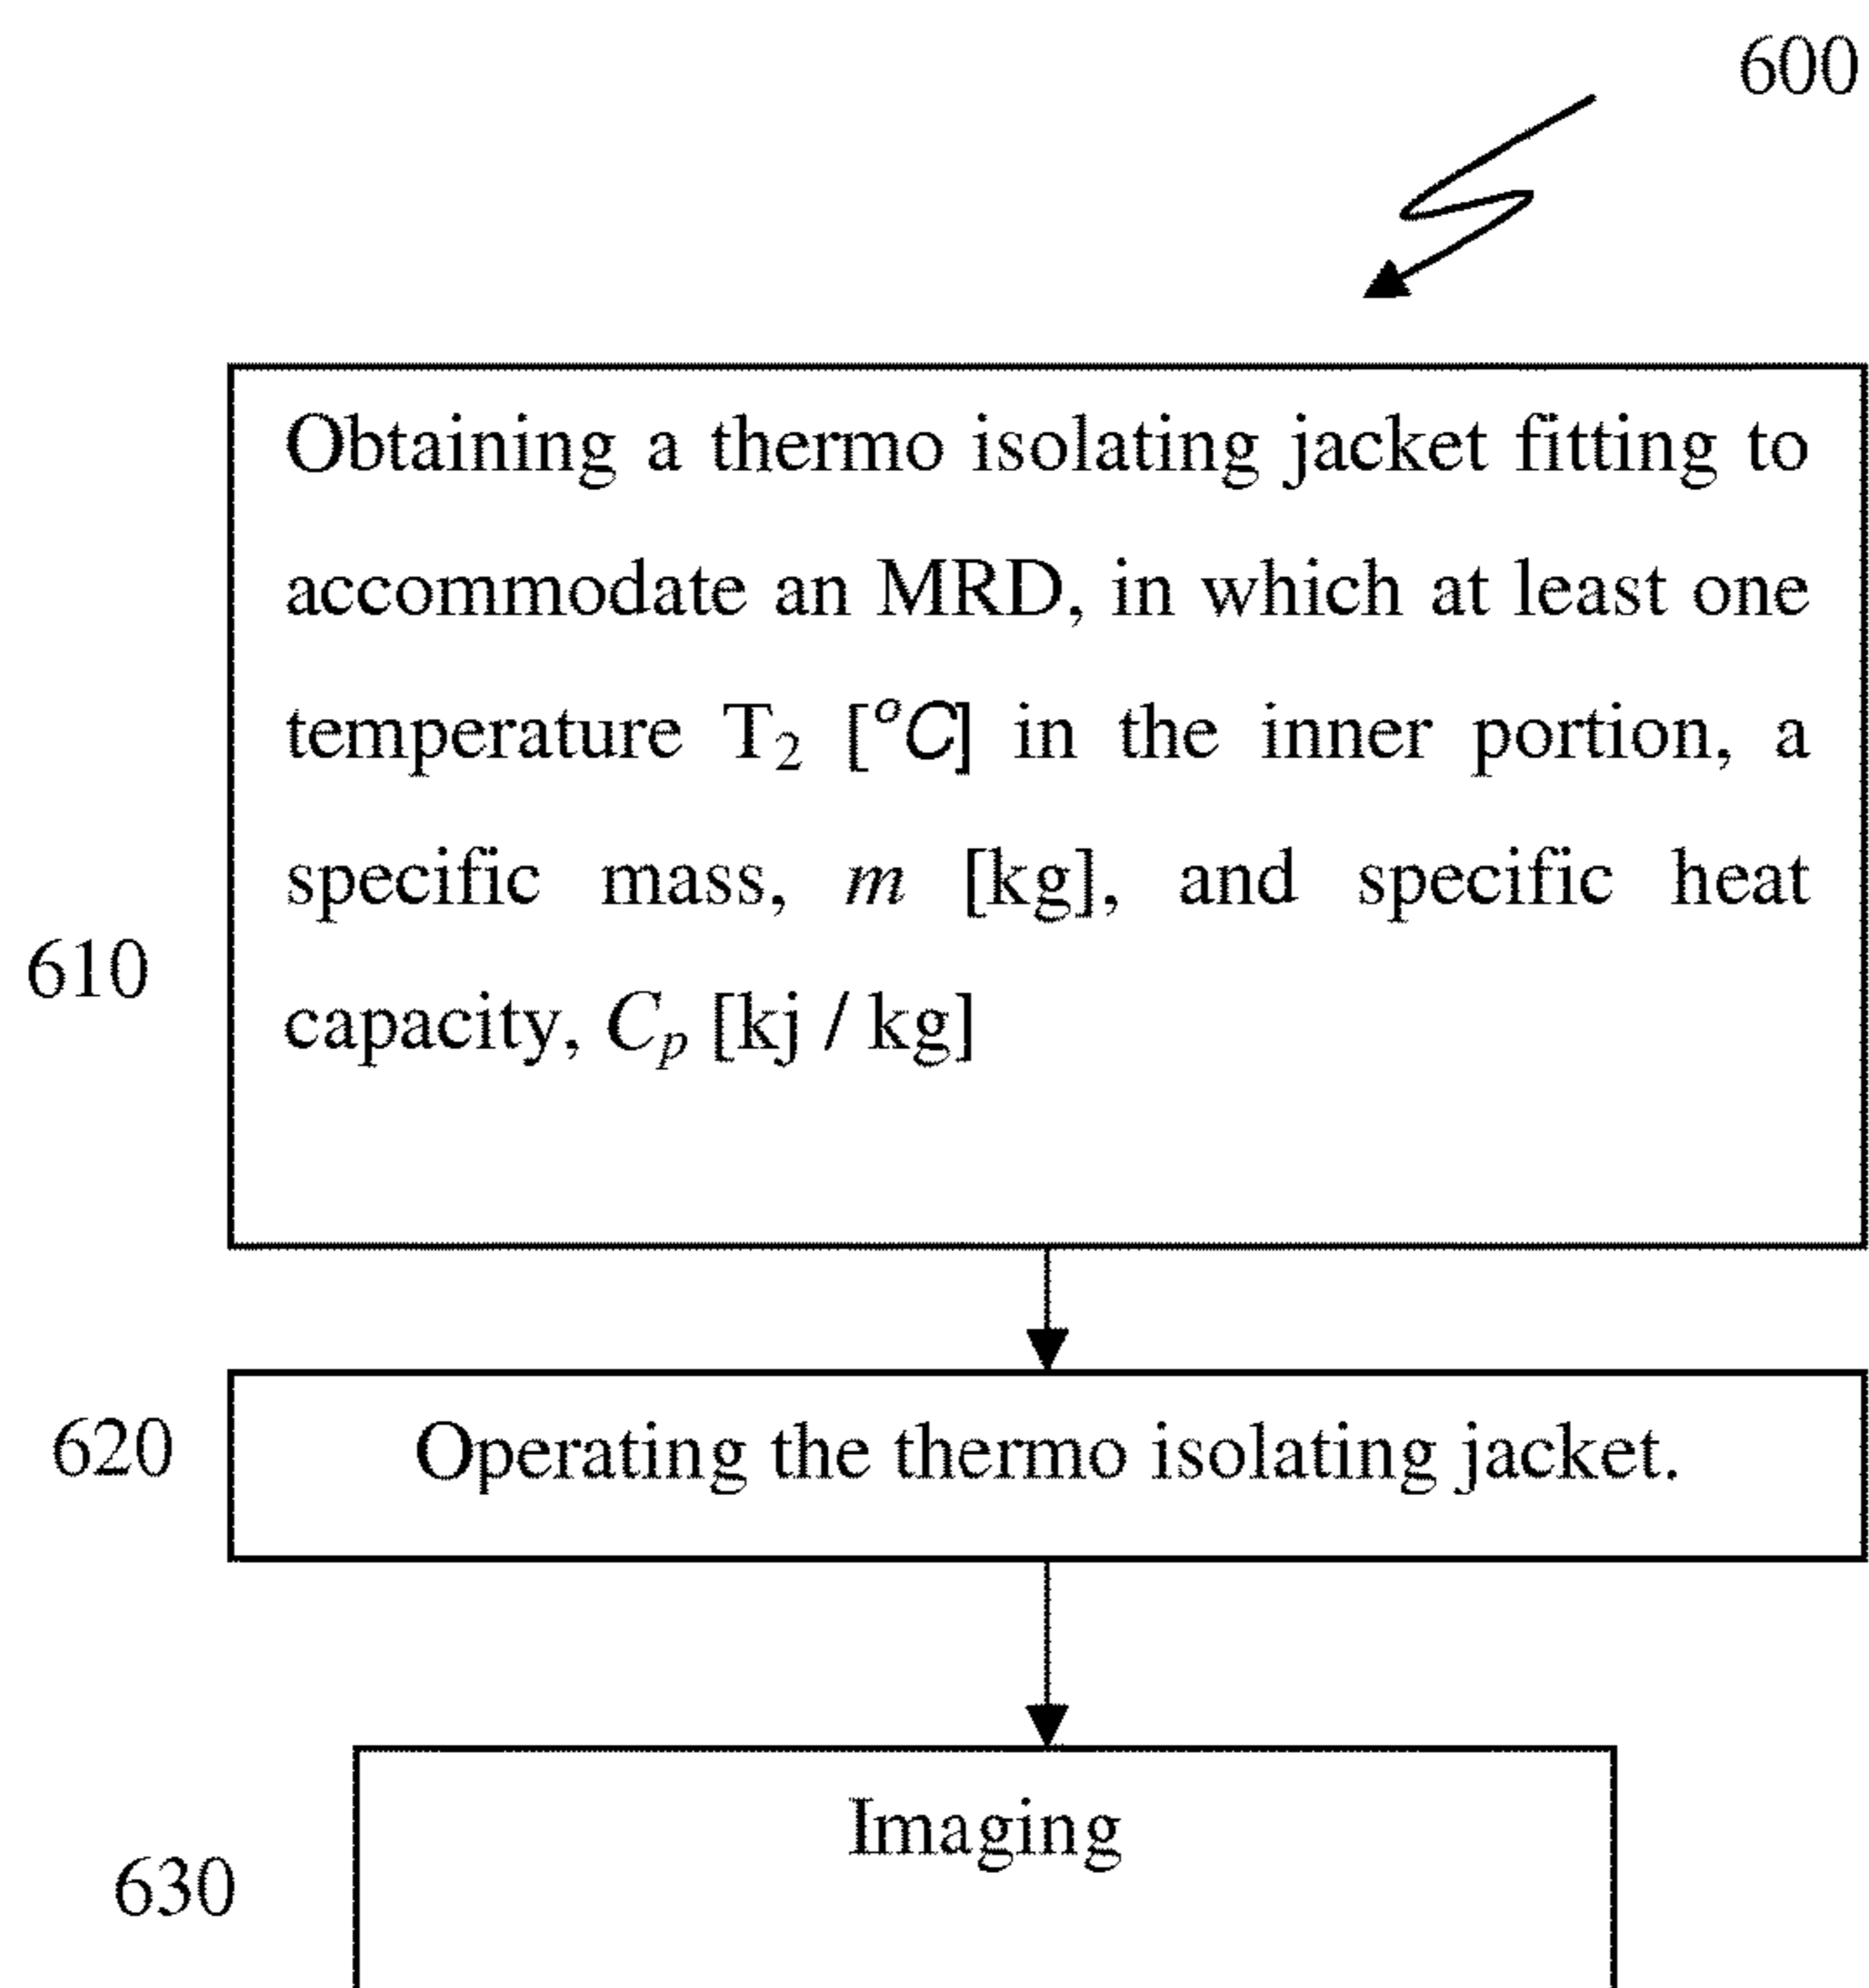 600
Obtaining a thermo isolating jacket fitting to
accommodate an MRD, in which at least one
temperature T₂ [°C] in the inner portion, a
specific mass, m [kg], and specific heat
610
capacity, Cₚ [kj / kg]
620
Operating the thermo isolating jacket.
Imaging
630